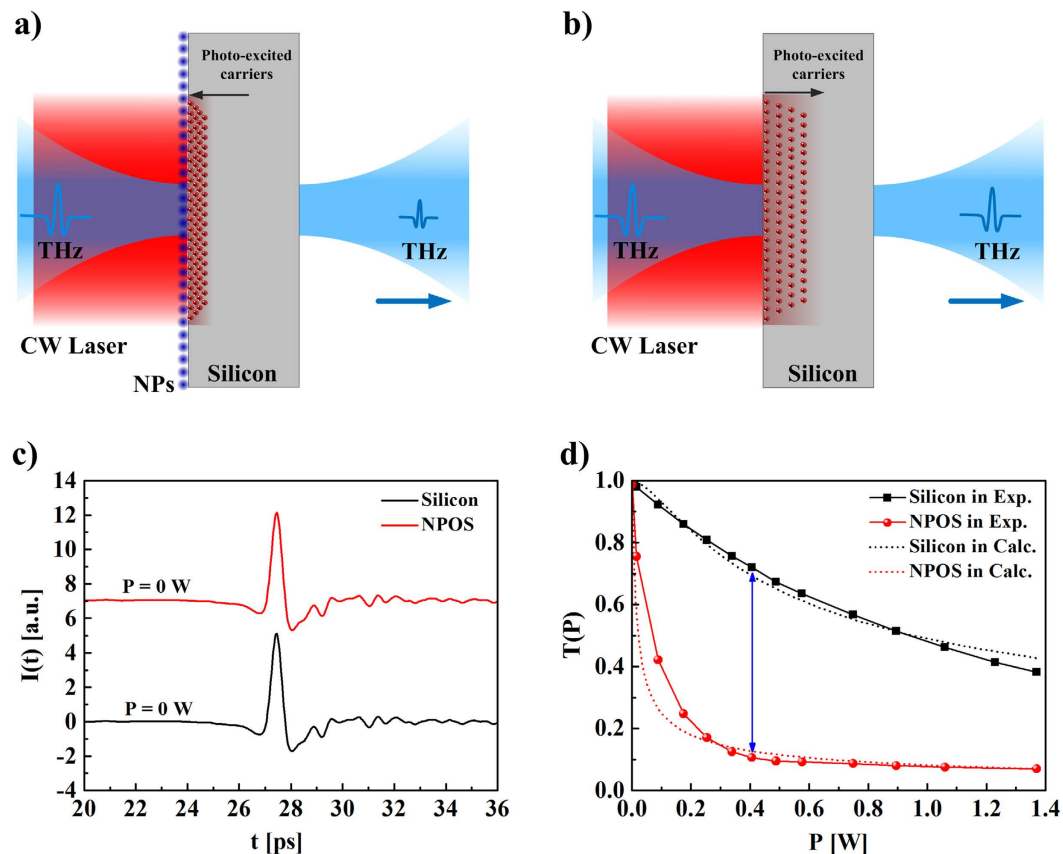 a)
Photo-excited
carriers
THz
THz
CW Laser
NPs
Silicon
b)
Photo-excited
carriers
THz
THz
CW Laser
Silicon
c)
14
12
10
8
6
4
2
0
-2
-4
I(t) [a.u.]
Silicon
NPOS
P = 0 W
P = 0 W
20 22 24 26 28 30 32 34 36
t [ps]
d)
1.0
0.8
0.6
0.4
0.2
0.0
T(P)
Silicon in Exp.
NPOS in Exp.
Silicon in Calc.
NPOS in Calc.
0.0 0.2 0.4 0.6 0.8 1.0 1.2 1.4
P [W]